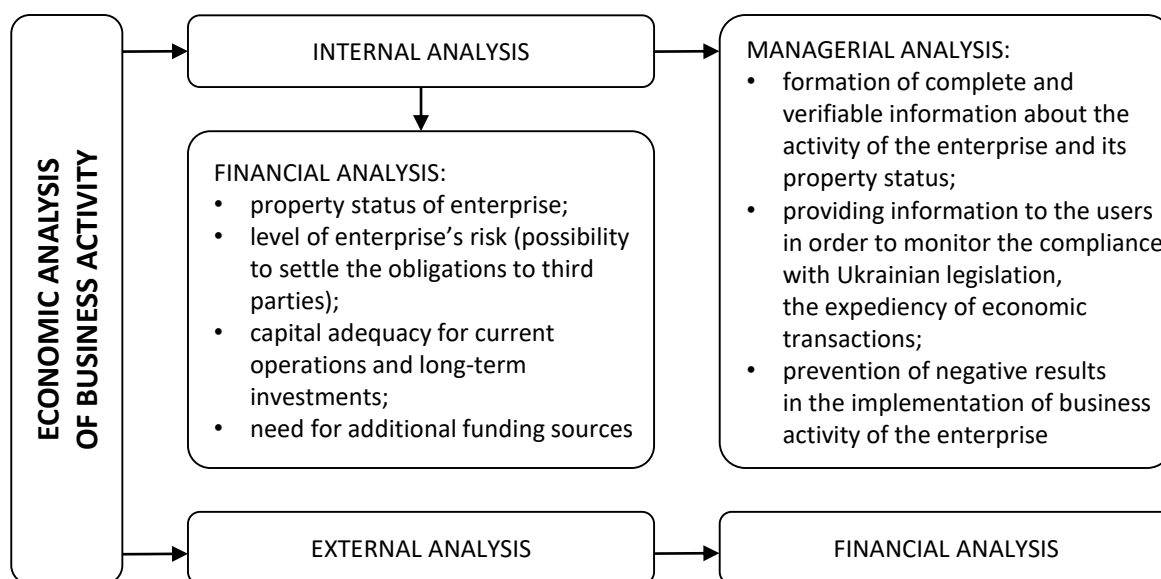 ECONOMIC ANALYSIS
OF BUSINESS ACTIVITY
INTERNAL ANALYSIS
FINANCIAL ANALYSIS:
• property status of enterprise;
• level of enterprise’s risk (possibility
to settle the obligations to third
parties);
• capital adequacy for current
operations and long-term
investments;
• need for additional funding sources
MANAGERIAL ANALYSIS:
• formation of complete and
verifiable information about the
activity of the enterprise and its
property status;
• providing information to the users
in order to monitor the compliance
with Ukrainian legislation,
the expediency of economic
transactions;
• prevention of negative results
in the implementation of business
activity of the enterprise
EXTERNAL ANALYSIS
FINANCIAL ANALYSIS